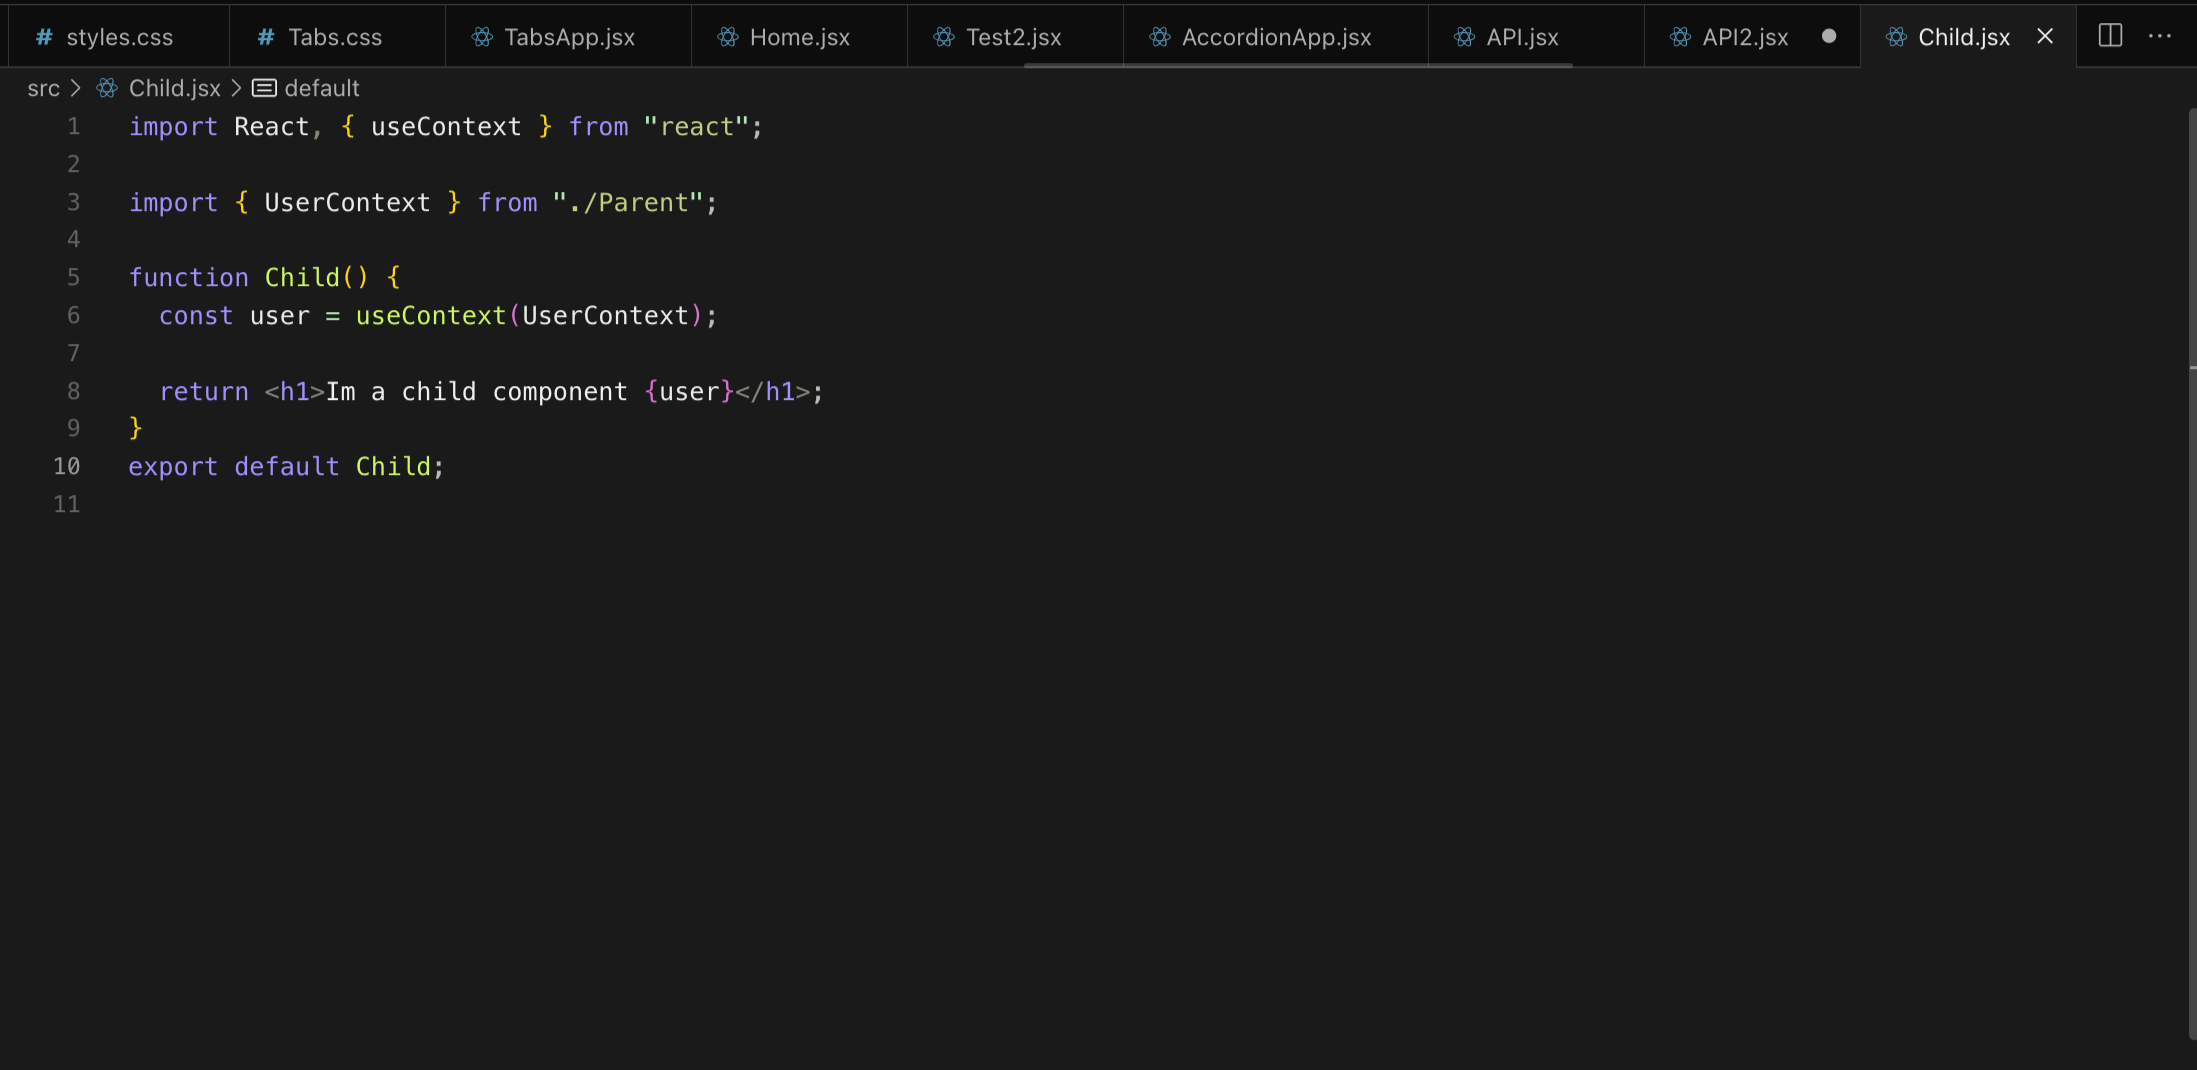 # styles.css # Tabs.css TabsApp.jsx Home.jsx Test2.jsx AccordionApp.jsx API.jsx API2.jsx Child.jsx
src > Child.jsx > default
1 import React, { useContext } from "react";
2
3 import { UserContext } from "./Parent";
4
5 function Child() {
6   const user = useContext(UserContext);
7
8   return <h1>Im a child component {user}</h1>;
9 }
10 export default Child;
11